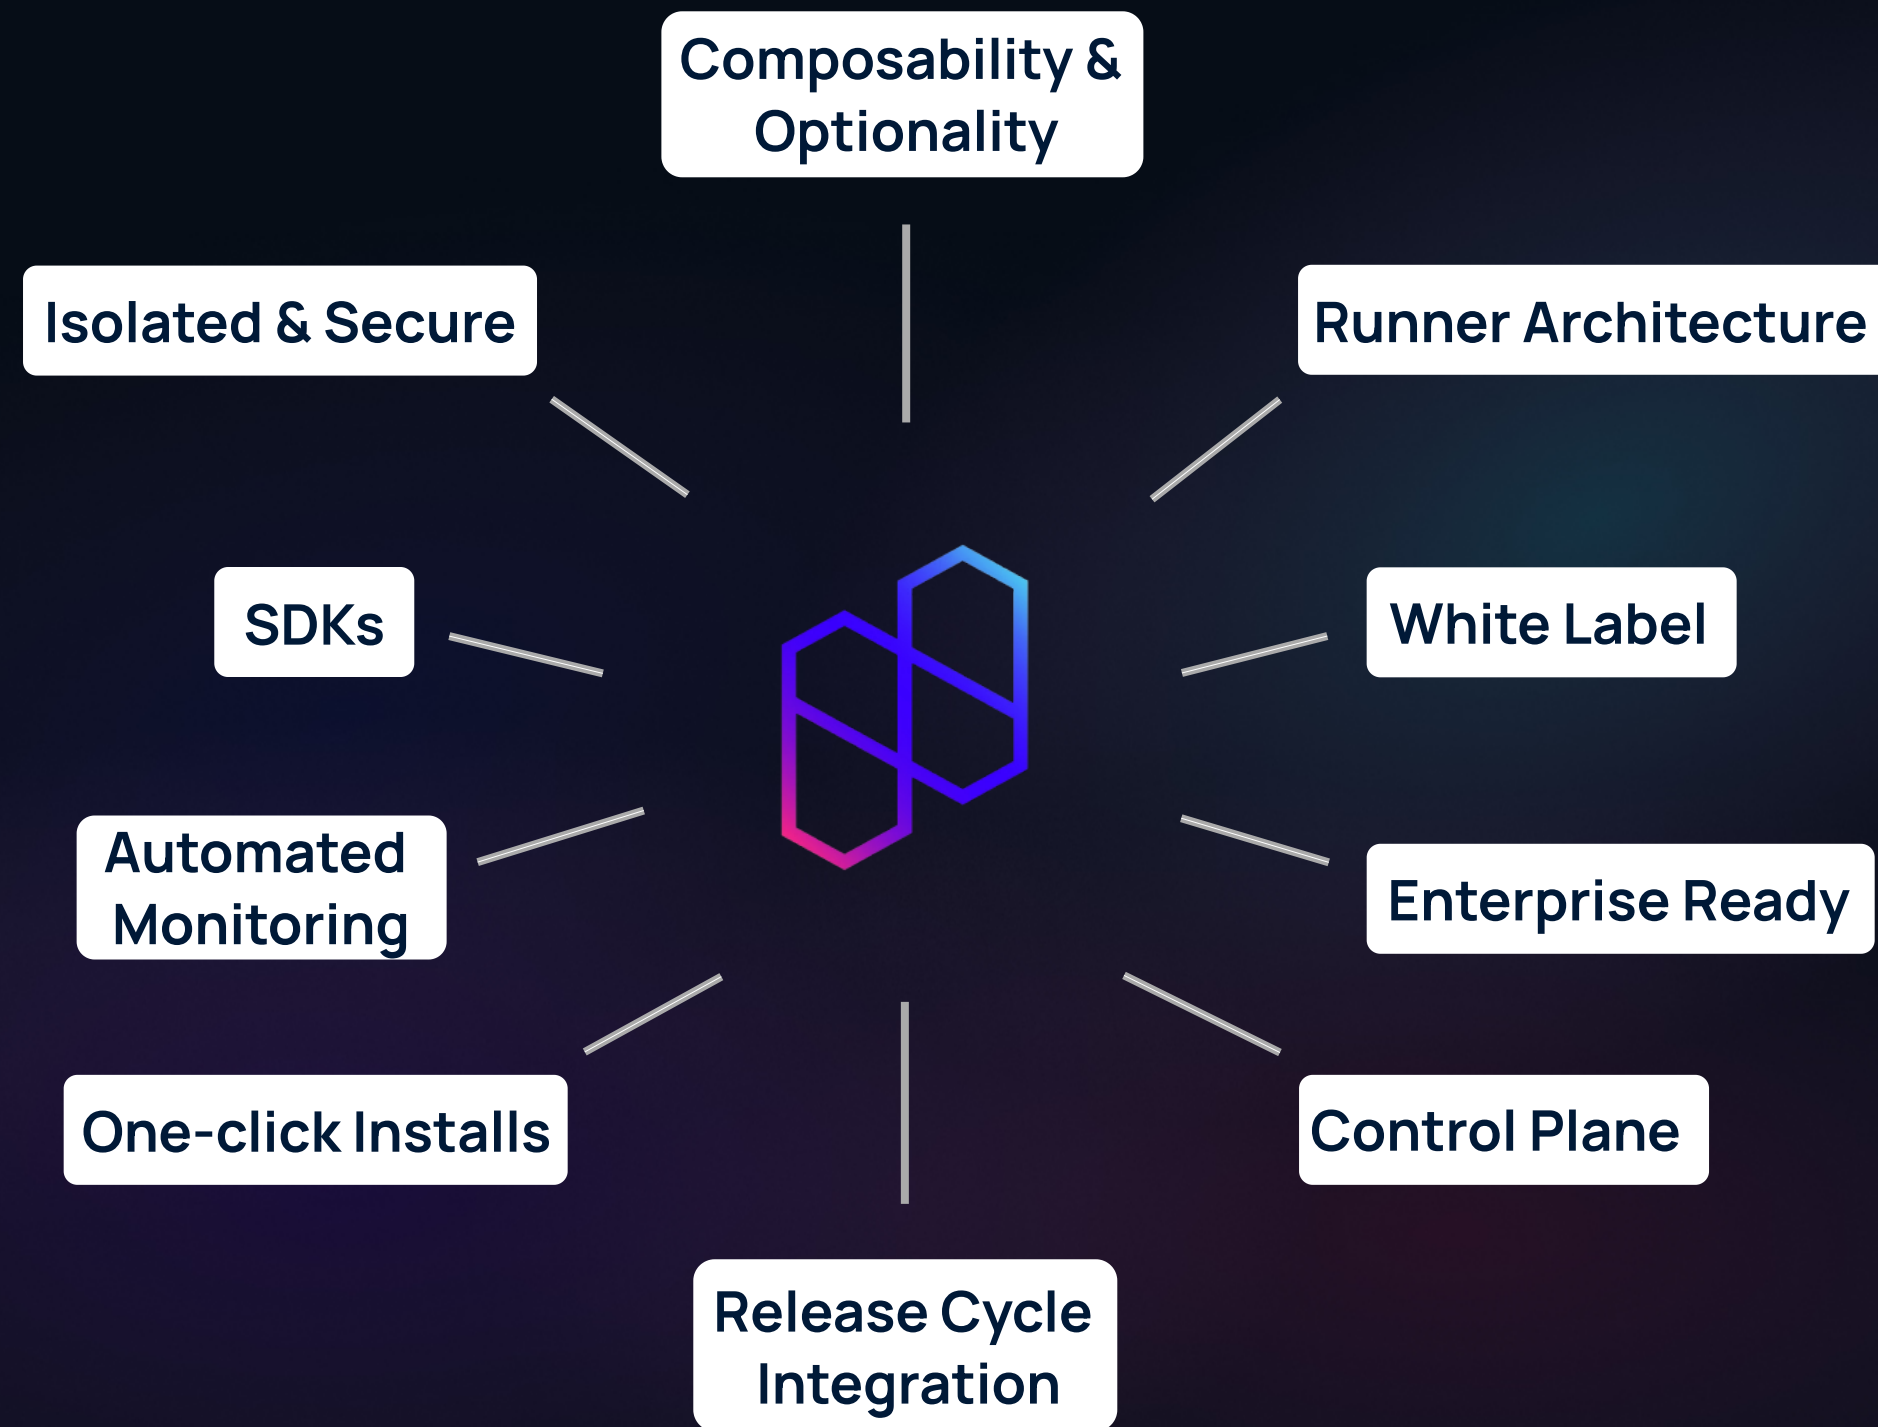 Composability &
Optionality
Isolated & Secure
Runner Architecture
SDKs
White Label
Automated
Monitoring
Enterprise Ready
One-click Installs
Control Plane
Release Cycle
Integration